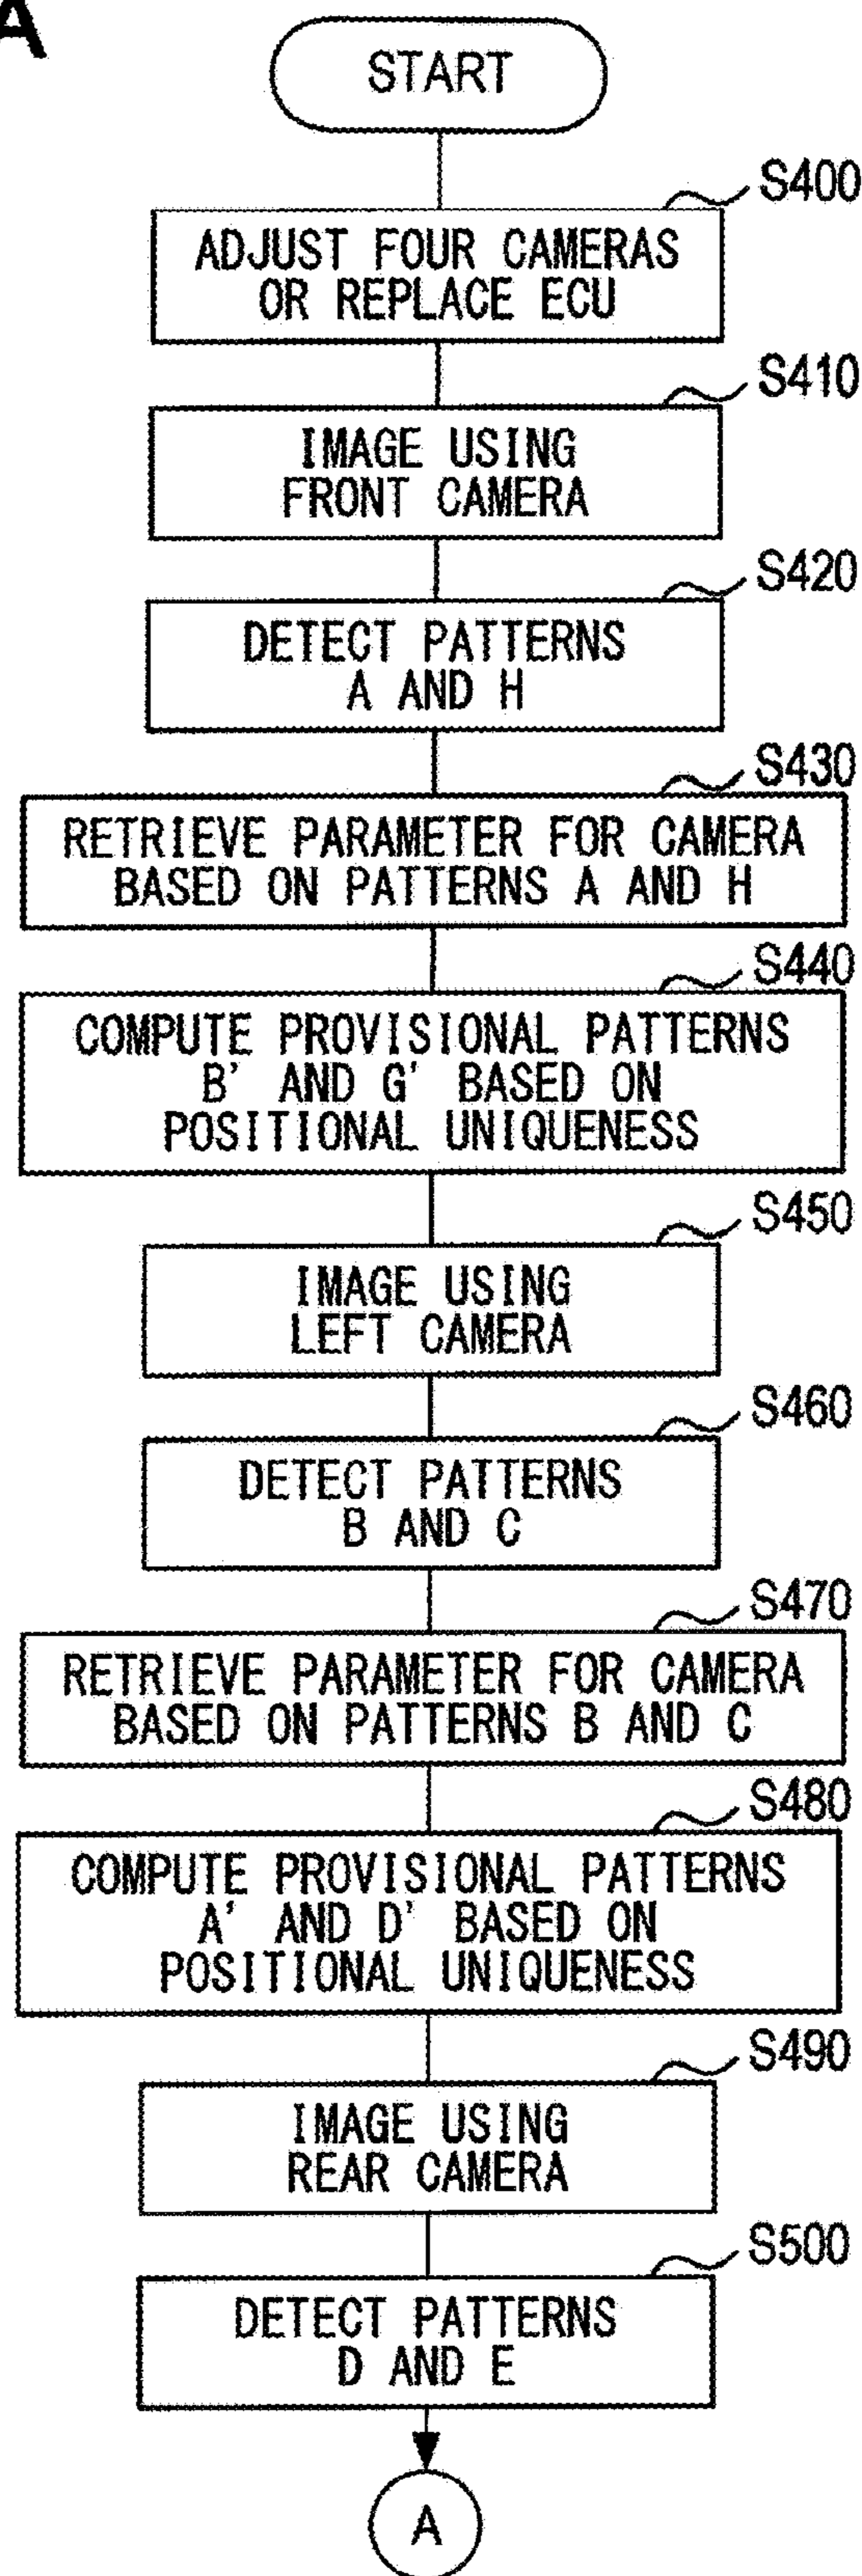 A
START
S400
ADJUST FOUR CAMERAS
OR REPLACE ECU
S410
IMAGE USING
FRONT CAMERA
S420
DETECT PATTERNS
A AND H
S430
RETRIEVE PARAMETER FOR CAMERA
BASED ON PATTERNS A AND H
S440
COMPUTE PROVISIONAL PATTERNS
B' AND G' BASED ON
POSITIONAL UNIQUENESS
S450
IMAGE USING
LEFT CAMERA
S460
DETECT PATTERNS
B AND C
S470
RETRIEVE PARAMETER FOR CAMERA
BASED ON PATTERNS B AND C
S480
COMPUTE PROVISIONAL PATTERNS
A' AND D' BASED ON
POSITIONAL UNIQUENESS
S490
IMAGE USING
REAR CAMERA
S500
DETECT PATTERNS
D AND E
A